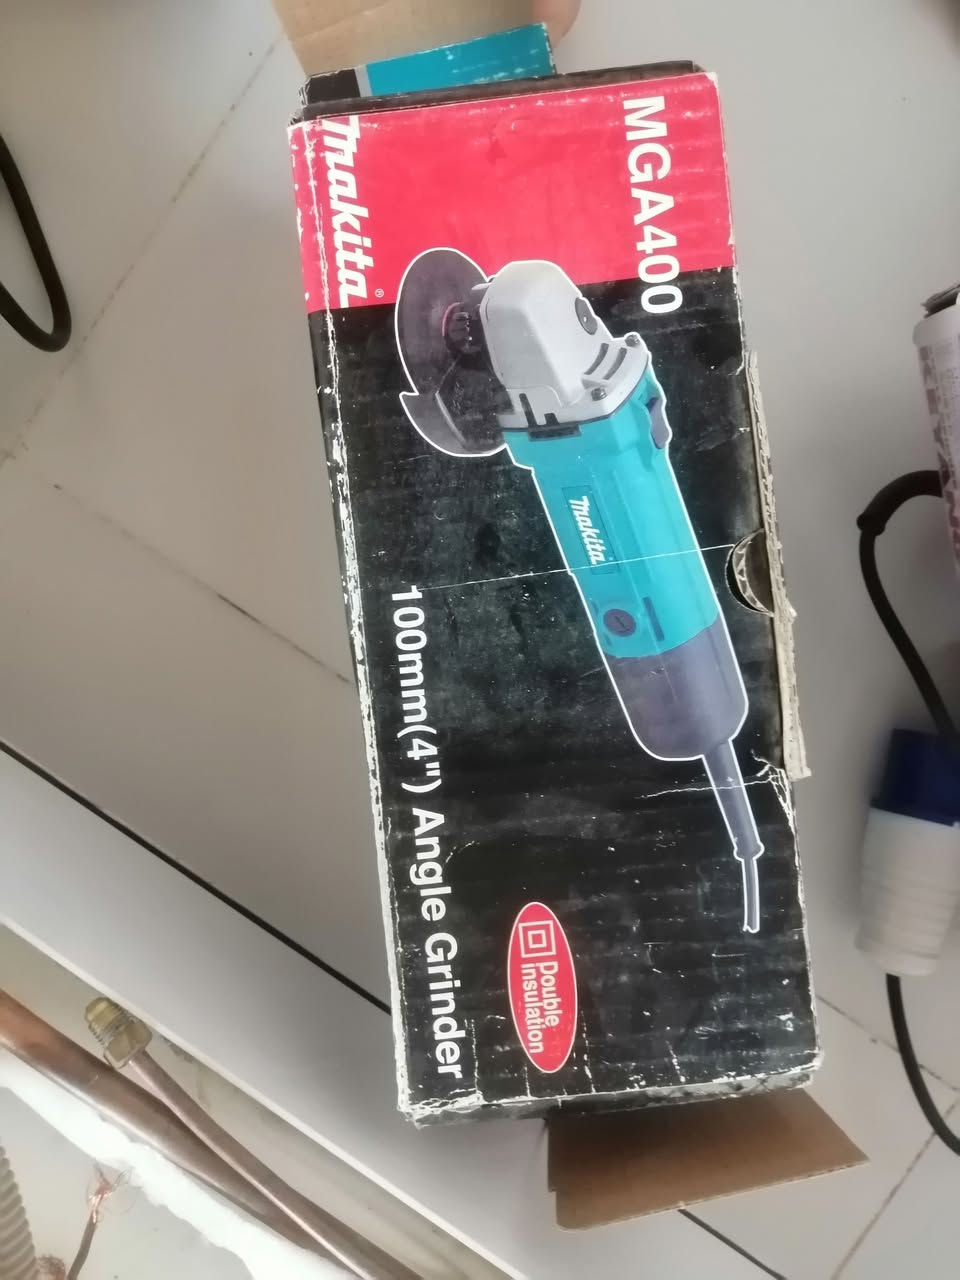 MGA400
Makita®
Makita
100mm(4") Angle Grinder
Double
insulation